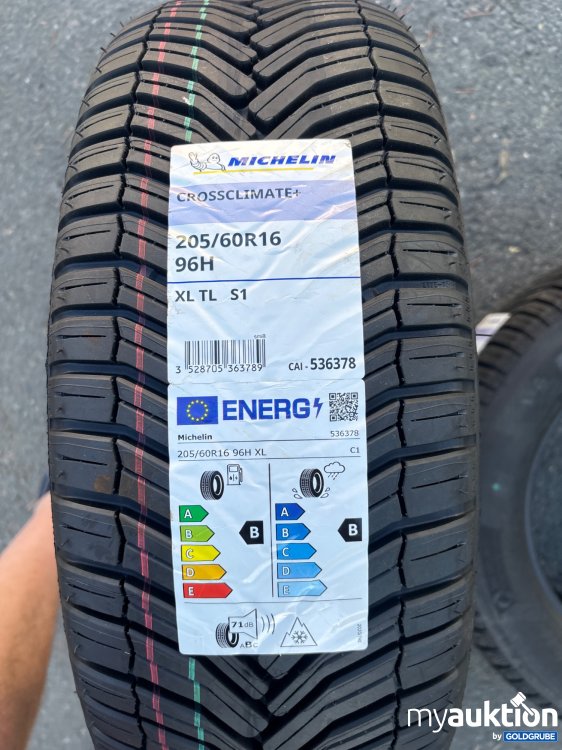 MICHELIN
CROSSCLIMATE+
205/60R16
96H
XL TL S1
3 528705 363789
CAI - 536378
ENERG
Michelin 536378
205/60R16 96H XL C1
A
B
C
D
E
B
A
B
C
D
E
B
71dB
ABC
myauktion
by GOLDGRUBE